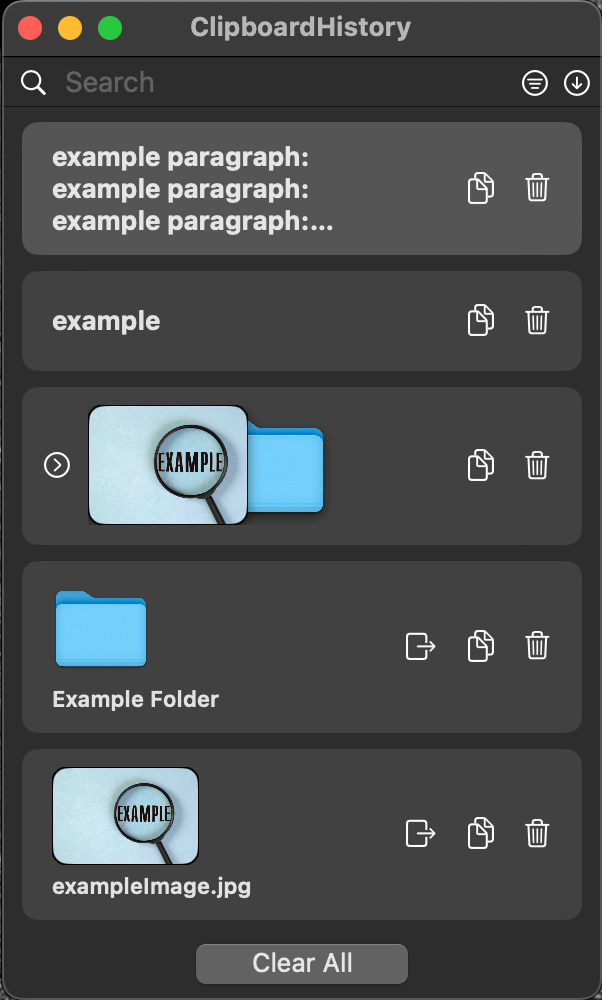 ClipboardHistory
Search
example paragraph:
example paragraph:
example paragraph:...
example
EXAMPLE
Example Folder
EXAMPLE
exampleImage.jpg
Clear All